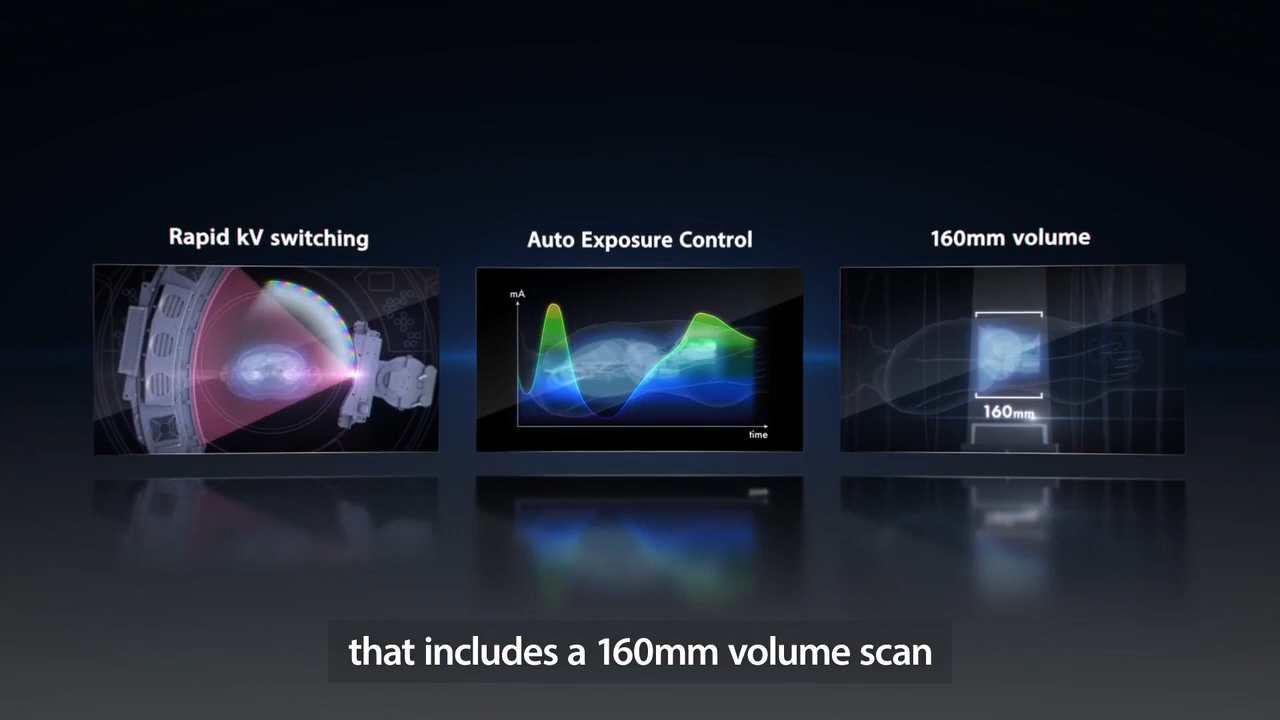 Rapid kV switching
Auto Exposure Control
160mm volume
mA
time
160mm
that includes a 160mm volume scan